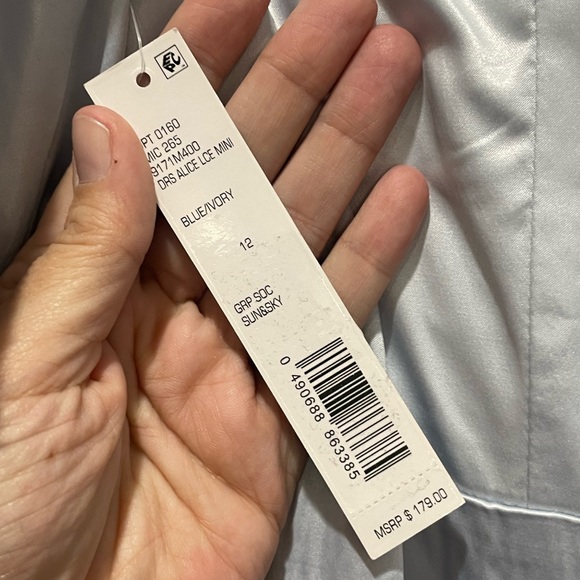 PT 0160
MIC 265
9171M400
DRS ALICE LCE MINI
BLUE/IVORY
12
GRP SOC
SUN&SKY
0 490688 863385
MSRP $ 179.00